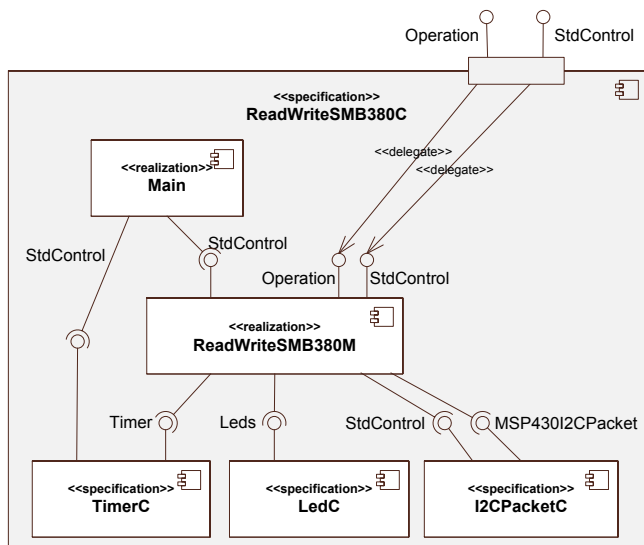 Operation
StdControl
<<specification>>
ReadWriteSMB380C
<<delegate>>
<<delegate>>
<<realization>>
Main
StdControl
StdControl
Operation
StdControl
<<realization>>
ReadWriteSMB380M
Timer
Leds
StdControl
MSP430I2CPacket
<<specification>>
TimerC
<<specification>>
LedC
<<specification>>
I2CPacketC